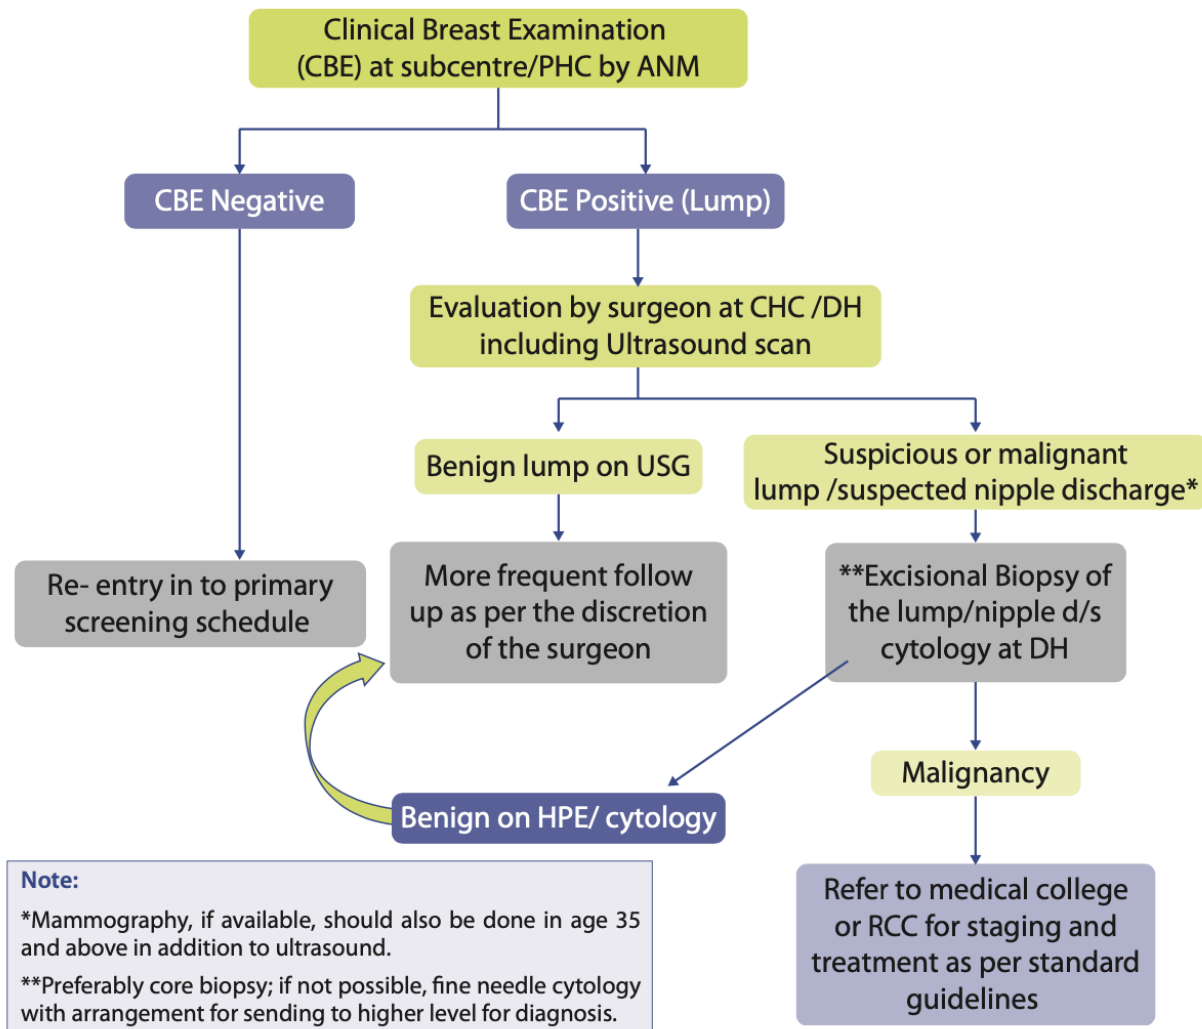 Clinical Breast Examination
(CBE) at subcentre/PHC by ANM
CBE Negative
CBE Positive (Lump)
Evaluation by surgeon at CHC /DH
including Ultrasound scan
Benign lump on USG
Suspicious or malignant
lump /suspected nipple discharge*
Re- entry in to primary
screening schedule
More frequent follow
up as per the discretion
of the surgeon
**Excisional Biopsy of
the lump/nipple d/s
cytology at DH
Malignancy
Benign on HPE/ cytology
Refer to medical college
or RCC for staging and
treatment as per standard
guidelines
Note:
*Mammography, if available, should also be done in age 35
and above in addition to ultrasound.
**Preferably core biopsy; if not possible, fine needle cytology
with arrangement for sending to higher level for diagnosis.